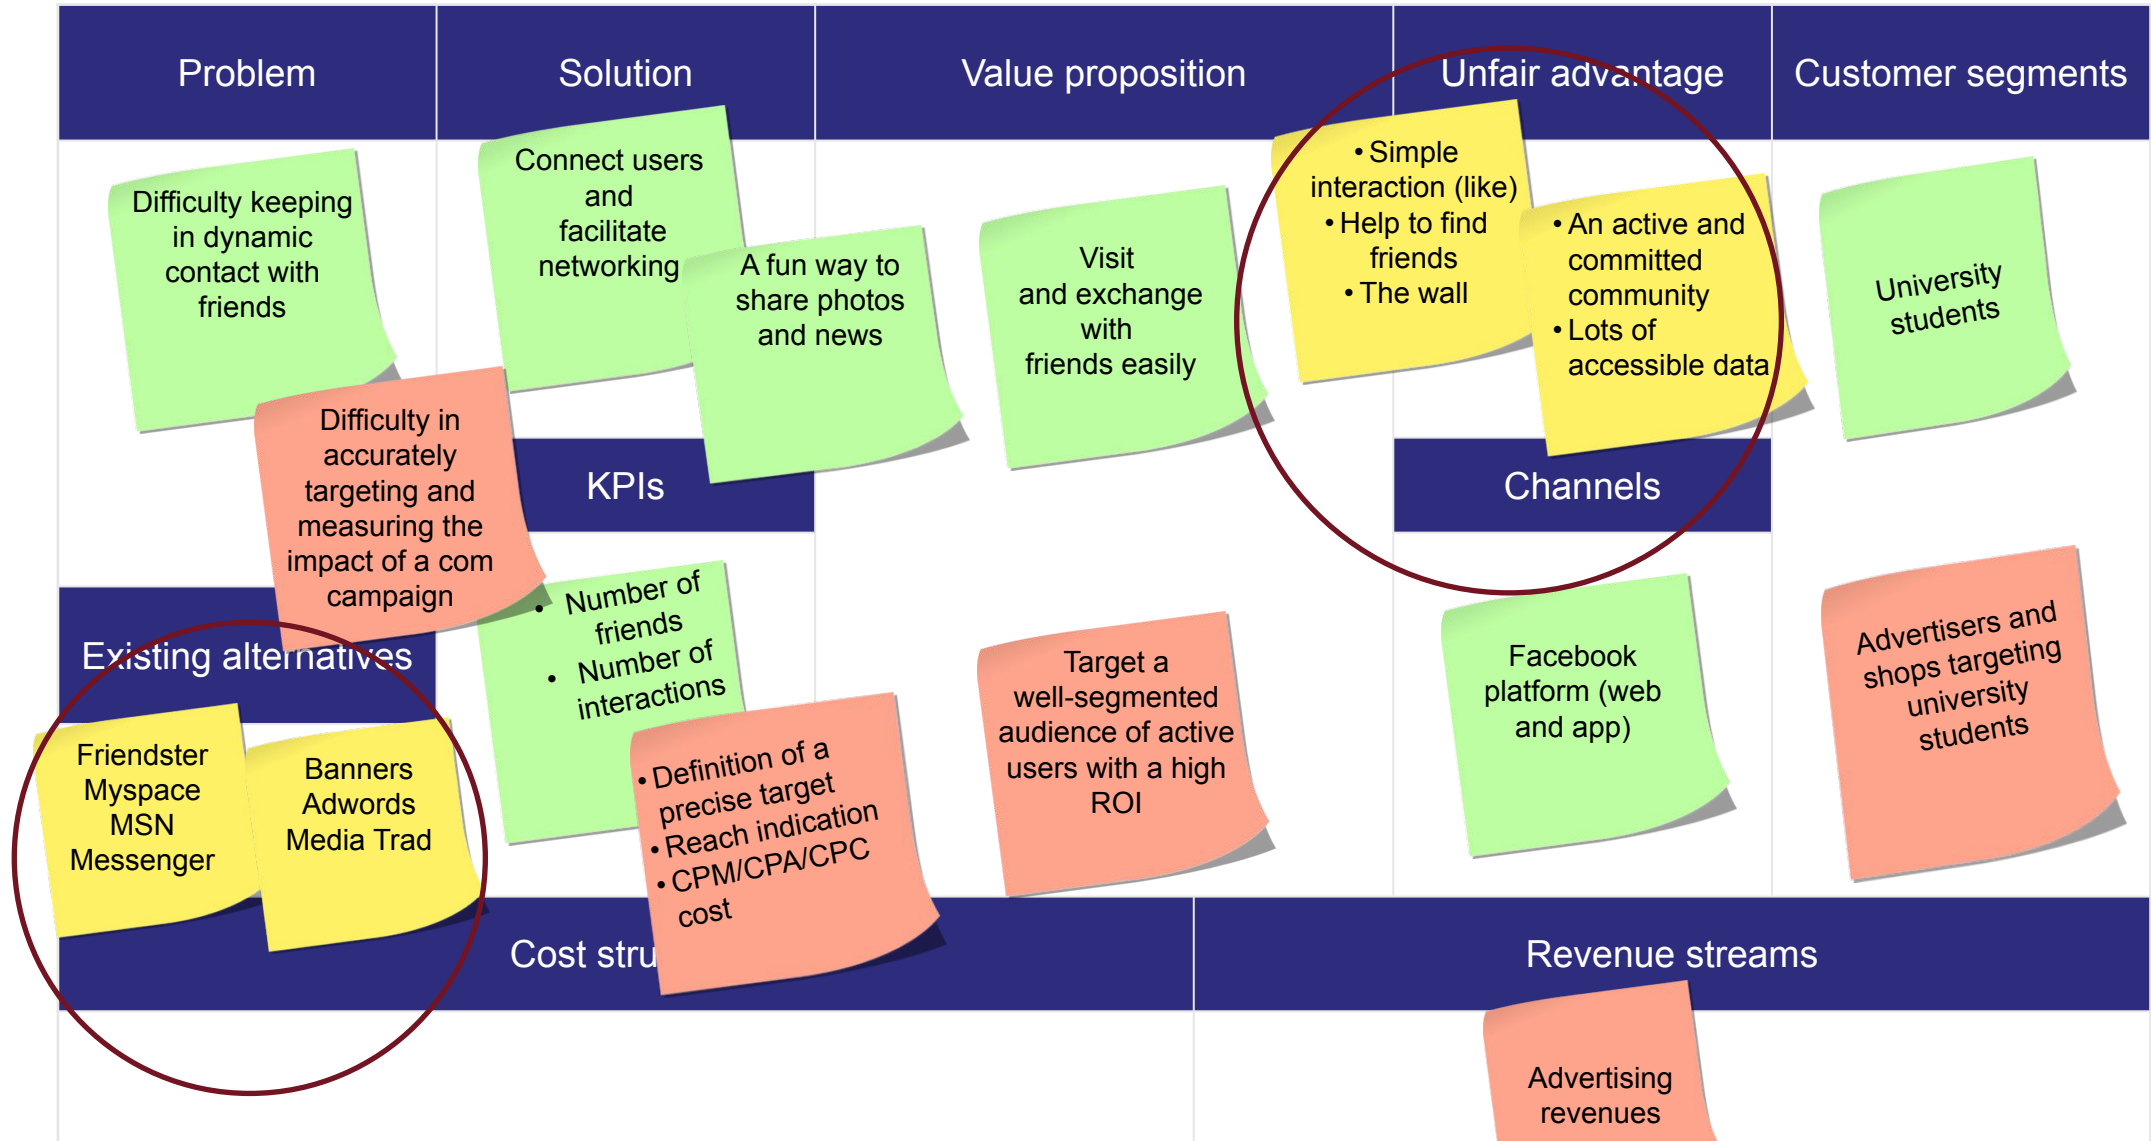 Problem
Solution
Value proposition
Unfair advantage
Customer segments
Difficulty keeping
in dynamic
contact with
friends
Difficulty in
accurately
targeting and
measuring the
impact of a com
campaign
Connect users
and
facilitate
networking
A fun way to
share photos
and news
Visit
and exchange
with
friends easily
• Simple
interaction (like)
• Help to find
friends
• The wall
• An active and
committed
community
• Lots of
accessible data
University
students
KPIs
Channels
Existing alternatives
Friendster
Myspace
MSN
Messenger
Banners
Adwords
Media Trad
• Number of
friends
• Number of
interactions
• Definition of a
precise target
• Reach indication
• CPM/CPA/CPC
cost
Target a
well-segmented
audience of active
users with a high
ROI
Facebook
platform (web
and app)
Advertisers and
shops targeting
university
students
Cost stru
Revenue streams
Advertising
revenues